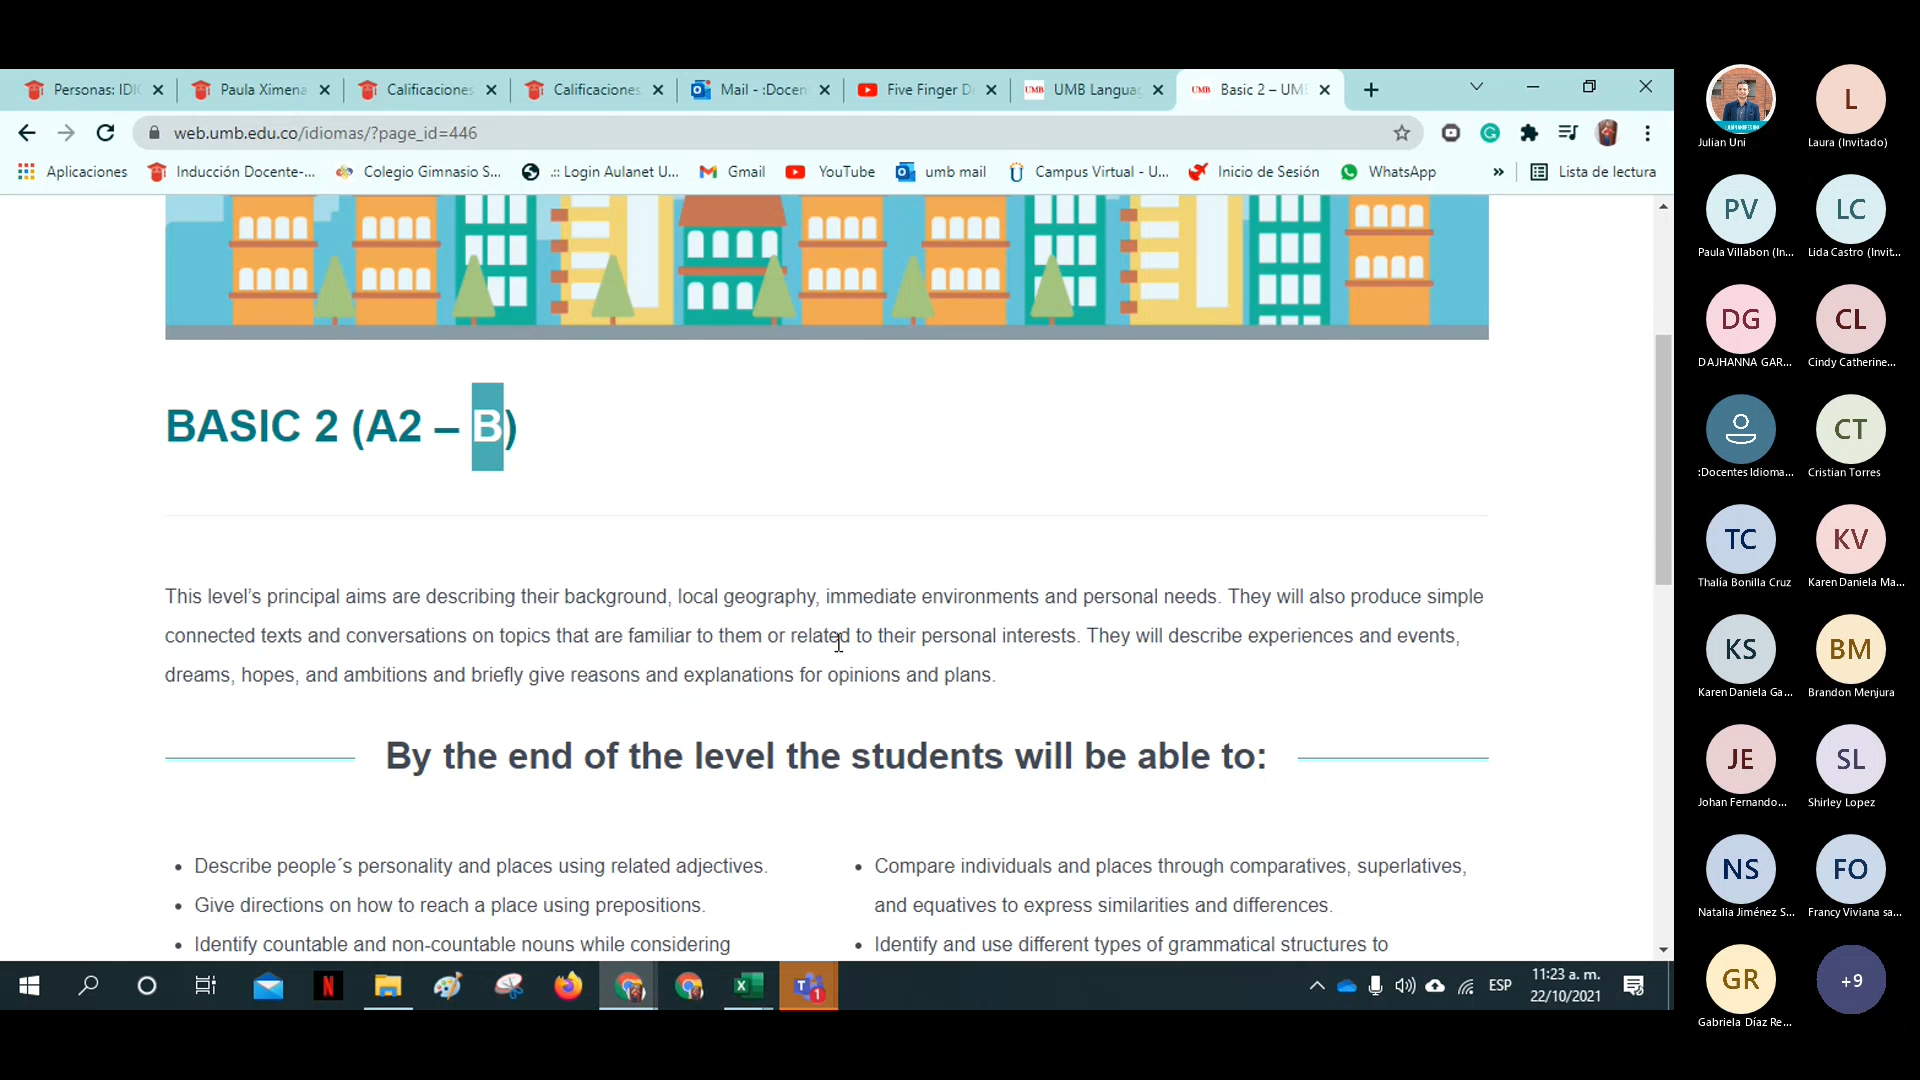 Personas: IDI
Paula Ximena
Calificaciones
Calificaciones
Mail - :Docen
Five Finger D
UMB Langua
Basic 2 – UM
web.umb.edu.co/idiomas/?page_id=446
Aplicaciones
Inducción Docente-...
Colegio Gimnasio S...
.:: Login Aulanet U...
Gmail
YouTube
umb mail
Campus Virtual - U...
Inicio de Sesión
WhatsApp
»
Lista de lectura
BASIC 2 (A2 – B)
This level’s principal aims are describing their background, local geography, immediate environments and personal needs. They will also produce simple
connected texts and conversations on topics that are familiar to them or related to their personal interests. They will describe experiences and events,
dreams, hopes, and ambitions and briefly give reasons and explanations for opinions and plans.
By the end of the level the students will be able to:
• Describe people´s personality and places using related adjectives.
• Give directions on how to reach a place using prepositions.
• Identify countable and non-countable nouns while considering
• Compare individuals and places through comparatives, superlatives,
and equatives to express similarities and differences.
• Identify and use different types of grammatical structures to
ESP
11:23 a. m.
22/10/2021
Julian Uni
L
Laura (Invitado)
PV
Paula Villabon (In...
LC
Lida Castro (Invit...
DG
DAJHANNA GAR...
CL
Cindy Catherine...
:Docentes Idioma...
CT
Cristian Torres
TC
Thalía Bonilla Cruz
KV
Karen Daniela Ma...
KS
Karen Daniela Ga...
BM
Brandon Menjura
JE
Johan Fernando...
SL
Shirley Lopez
NS
Natalia Jiménez S...
FO
Francy Viviana sa...
GR
Gabriela Díaz Re...
+9